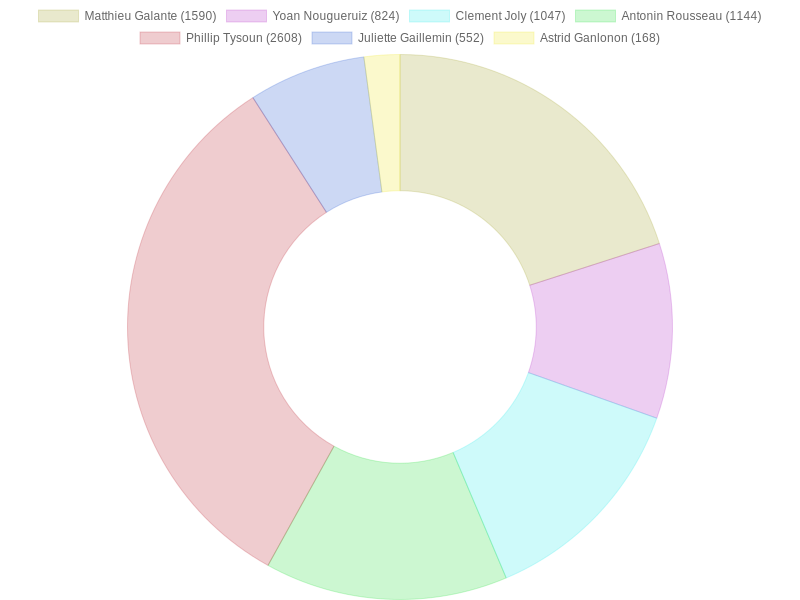 Matthieu Galante (1590) Yoan Nougueruiz (824) Clement Joly (1047) Antonin Rousseau (1144)
Phillip Tysoun (2608) Juliette Gaillemin (552) Astrid Ganlonon (168)